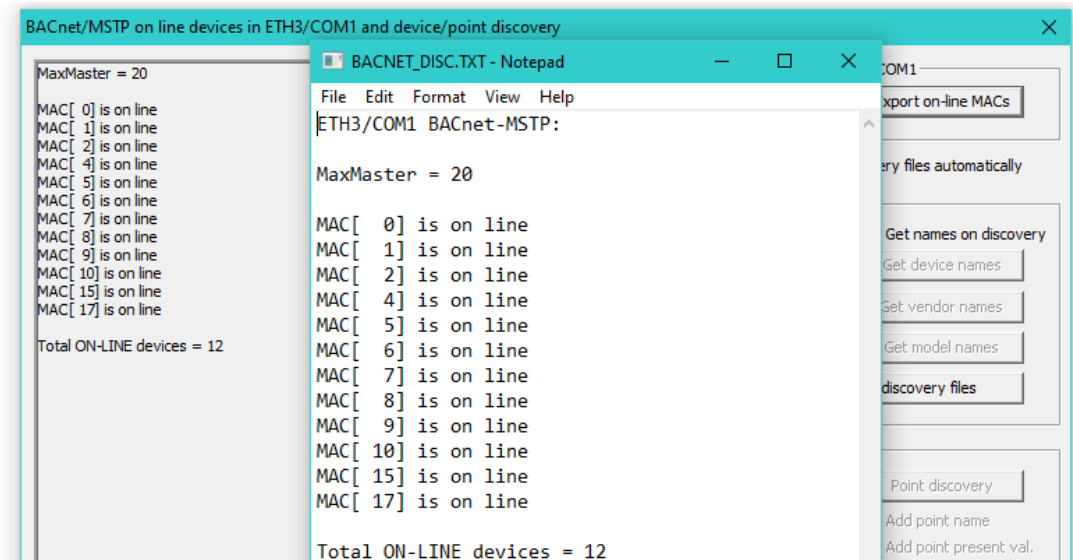 BACnet/MSTP on line devices in ETH3/COM1 and device/point discovery
MaxMaster = 20
MAC[ 0] is on line
MAC[ 1] is on line
MAC[ 2] is on line
MAC[ 4] is on line
MAC[ 5] is on line
MAC[ 6] is on line
MAC[ 7] is on line
MAC[ 8] is on line
MAC[ 9] is on line
MAC[ 10] is on line
MAC[ 15] is on line
MAC[ 17] is on line
Total ON-LINE devices = 12
BACNET_DISC.TXT - Notepad
File Edit Format View Help
ETH3/COM1 BACnet-MSTP:
MaxMaster = 20
MAC[  0] is on line
MAC[  1] is on line
MAC[  2] is on line
MAC[  4] is on line
MAC[  5] is on line
MAC[  6] is on line
MAC[  7] is on line
MAC[  8] is on line
MAC[  9] is on line
MAC[ 10] is on line
MAC[ 15] is on line
MAC[ 17] is on line
Total ON-LINE devices = 12
COM1
xport on-line MACs
ery files automatically
Get names on discovery
Get device names
Get vendor names
Get model names
discovery files
Point discovery
Add point name
Add point present val.